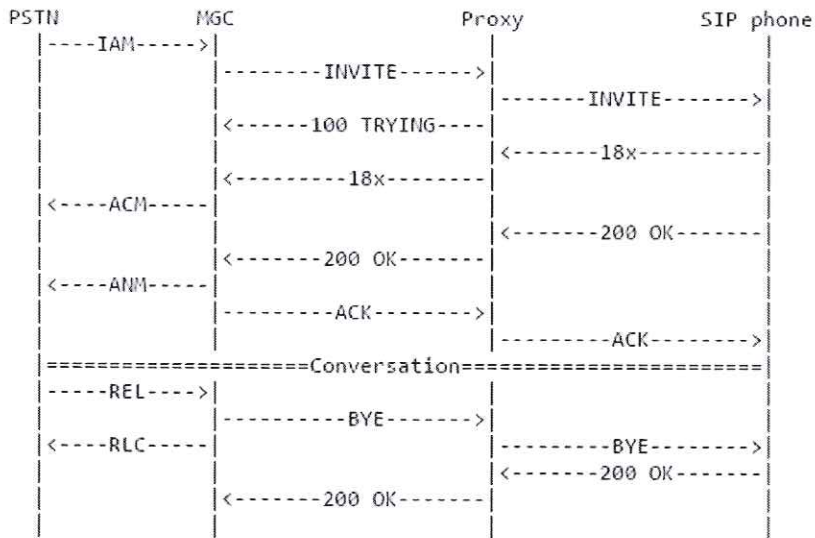 PSTN MGC Proxy SIP phone
|----IAM----->| | |
| |--------INVITE------>| |
| | |-------INVITE------->|
| |<------100 TRYING----| |
| | |<-------18x----------|
| |<---------18x--------| |
|<----ACM-----| | |
| | |<-------200 OK-------|
| |<-------200 OK-------| |
|<----ANM-----| | |
| |---------ACK-------->| |
| | |---------ACK-------->|
|=====================Conversation========================|
|-----REL---->| | |
| |----------BYE------->| |
|<----RLC-----| |---------BYE-------->|
| | |<--------200 OK------|
| |<-------200 OK-------| |
| | | |